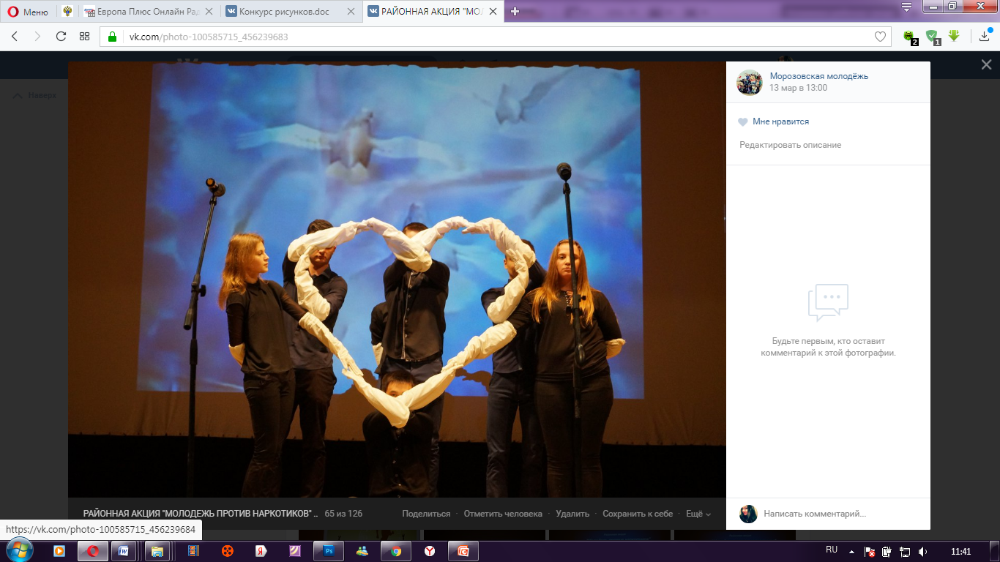 Меню
Европа Плюс Онлайн Рад
Конкурс рисунков.doc
РАЙОННАЯ АКЦИЯ "МОЛ
vk.com/photo-100585715_456239683
2
1
Наверх
Морозовская молодёжь
13 мар в 13:00
Мне нравится
Редактировать описание
Будьте первым, кто оставит
комментарий к этой фотографии.
РАЙОННАЯ АКЦИЯ "МОЛОДЕЖЬ ПРОТИВ НАРКОТИКОВ" .. 65 из 126
Поделиться · Отметить человека · Удалить · Сохранить к себе · Ещё
Написать комментарий...
https://vk.com/photo-100585715_456239684
W
Я
Ps
Y
RU
11:41